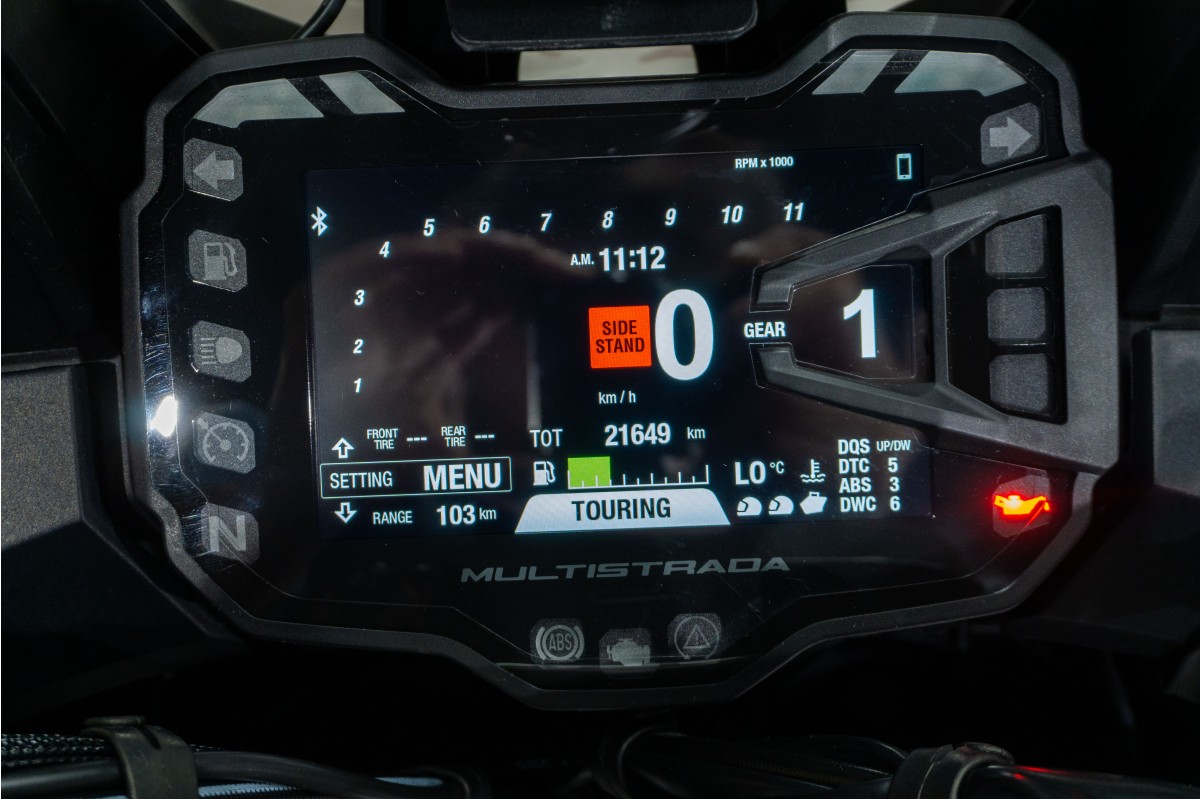 RPM x 1000
1
2
3
4
5
6
7
8
9
10
11
A.M. 11:12
SIDE
STAND
0
GEAR
1
km / h
FRONT
TIRE
---
REAR
TIRE
---
TOT 21649 km
SETTING MENU
RANGE 103 km
TOURING
LO °C
DQS UP/DW
DTC 5
ABS 3
DWC 6
N
MULTISTRADA
ABS